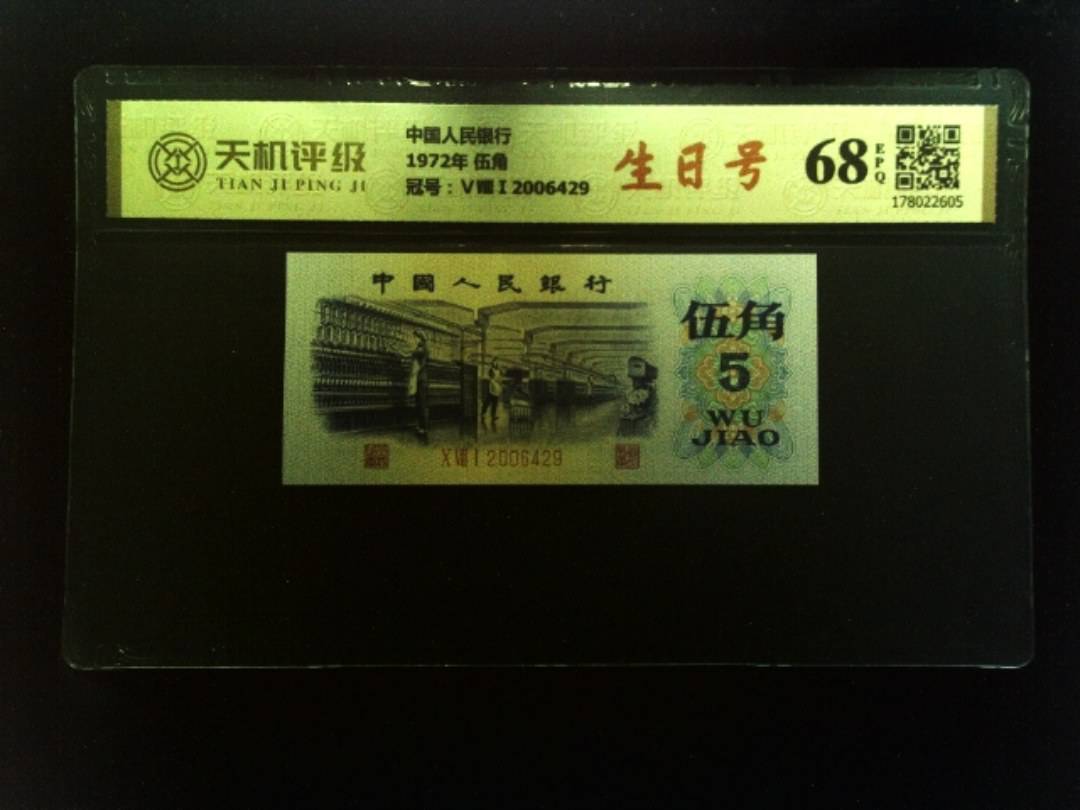 天机评级
TIAN JI PING JI
中国人民银行
1972年 伍角
冠号：V Ⅷ I 2006429
生日号
68
EPQ
178022605
中國人民銀行
伍角
5
WU
JIAO
X Ⅷ I 2006429